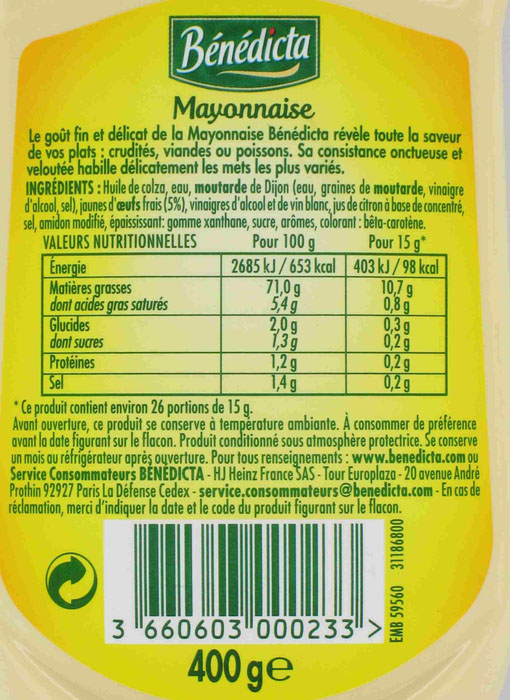 Bénédicta
Mayonnaise
Le goût fin et délicat de la Mayonnaise Bénédicta révèle toute la saveur
de vos plats : crudités, viandes ou poissons. Sa consistance onctueuse et
veloutée habille délicatement les mets les plus variés.
INGRÉDIENTS : Huile de colza, eau, moutarde de Dijon (eau, graines de moutarde, vinaigre
d'alcool, sel), jaunes d'œufs frais (5%), vinaigres d'alcool et de vin blanc, jus de citron à base de concentré,
sel, amidon modifié, épaississant: gomme xanthane, sucre, arômes, colorant : bêta-carotène.
VALEURS NUTRITIONNELLES Pour 100 g Pour 15 g*
Énergie 2685 kJ / 653 kcal 403 kJ / 98 kcal
Matières grasses 71,0 g 10,7 g
dont acides gras saturés 5,4 g 0,8 g
Glucides 2,0 g 0,3 g
dont sucres 1,3 g 0,2 g
Protéines 1,2 g 0,2 g
Sel 1,4 g 0,2 g
* Ce produit contient environ 26 portions de 15 g.
Avant ouverture, ce produit se conserve à température ambiante. À consommer de préférence
avant la date figurant sur le flacon. Produit conditionné sous atmosphère protectrice. Se conserve
un mois au réfrigérateur après ouverture. Pour tous renseignements : www.benedicta.com ou
Service Consommateurs BÉNÉDICTA - HJ Heinz France SAS - Tour Europlaza - 20 avenue André
Prothin 92927 Paris La Défense Cedex - service.consommateurs@benedicta.com - En cas de
réclamation, merci d'indiquer la date et le code du produit figurant sur le flacon.
3 660603 000233 >
EMB 59560 31186800
400 g e